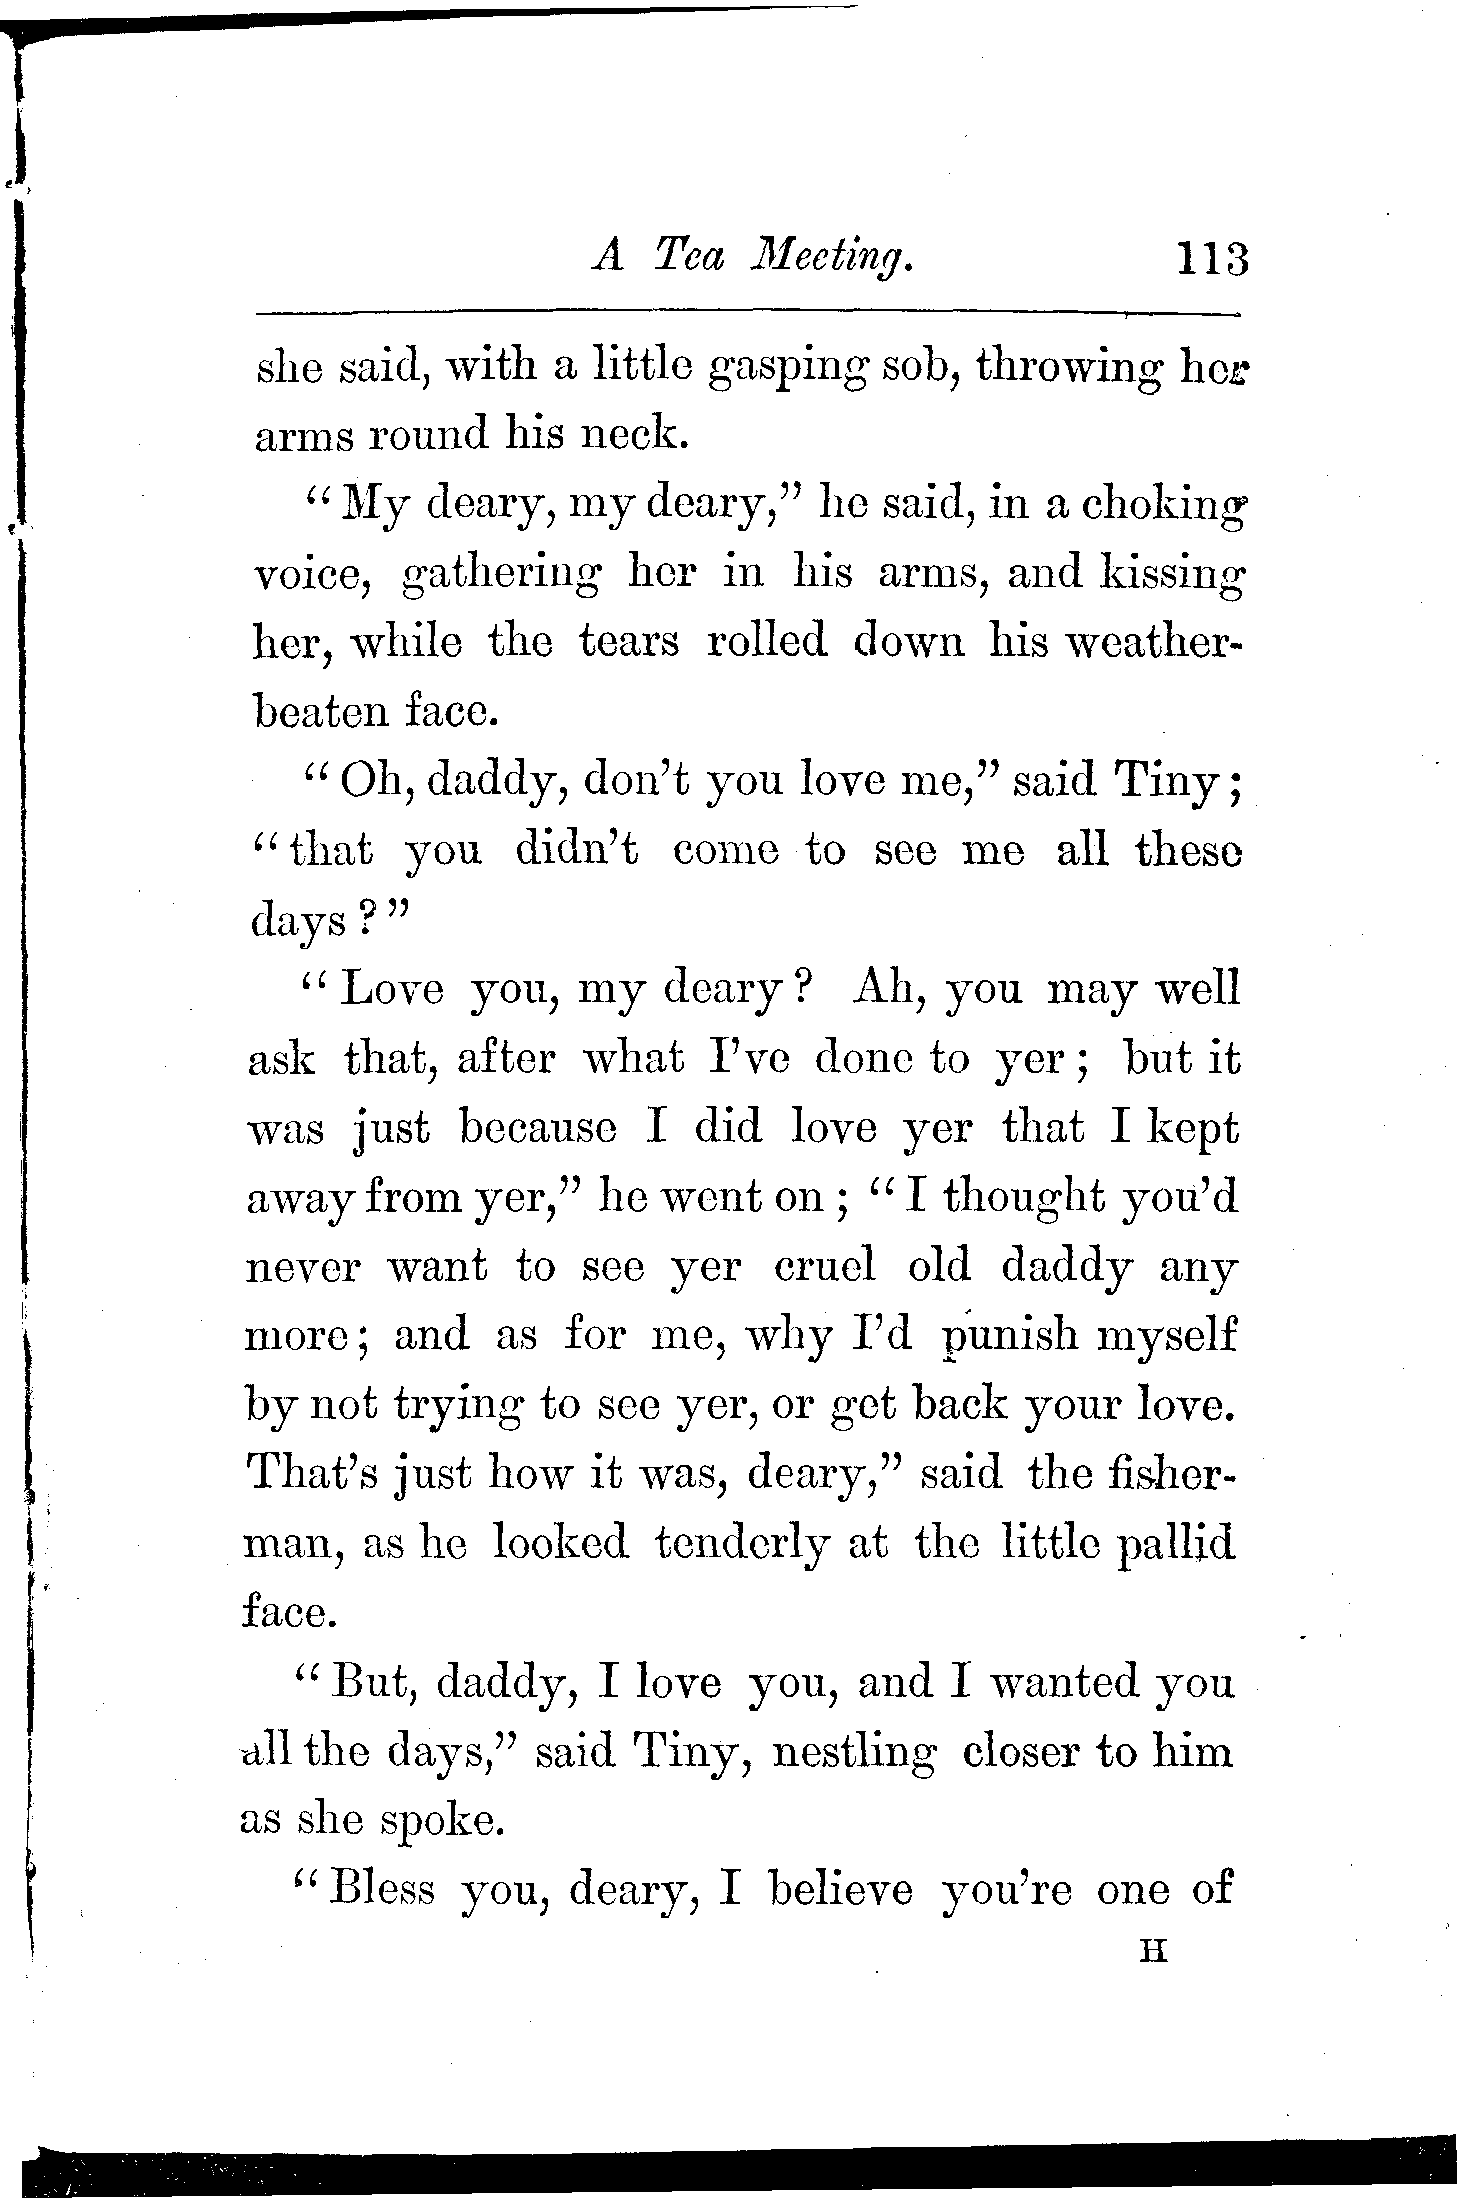 A Tea Meeting. 113
she said, with a little gasping sob, throwing her
arms round his neck.
"My deary, my deary," he said, in a choking
voice, gathering her in his arms, and kissing
her, while the tears rolled down his weather-
beaten face.
"Oh, daddy, don't you love me," said Tiny;
"that you didn't come to see me all these
days?"
"Love you, my deary? Ah, you may well
ask that, after what I've done to yer; but it
was just because I did love yer that I kept
away from yer," he went on; "I thought you'd
never want to see yer cruel old daddy any
more; and as for me, why I'd punish myself
by not trying to see yer, or get back your love.
That's just how it was, deary," said the fisher-
man, as he looked tenderly at the little pallid
face.
"But, daddy, I love you, and I wanted you
all the days," said Tiny, nestling closer to him
as she spoke.
"Bless you, deary, I believe you're one of
H